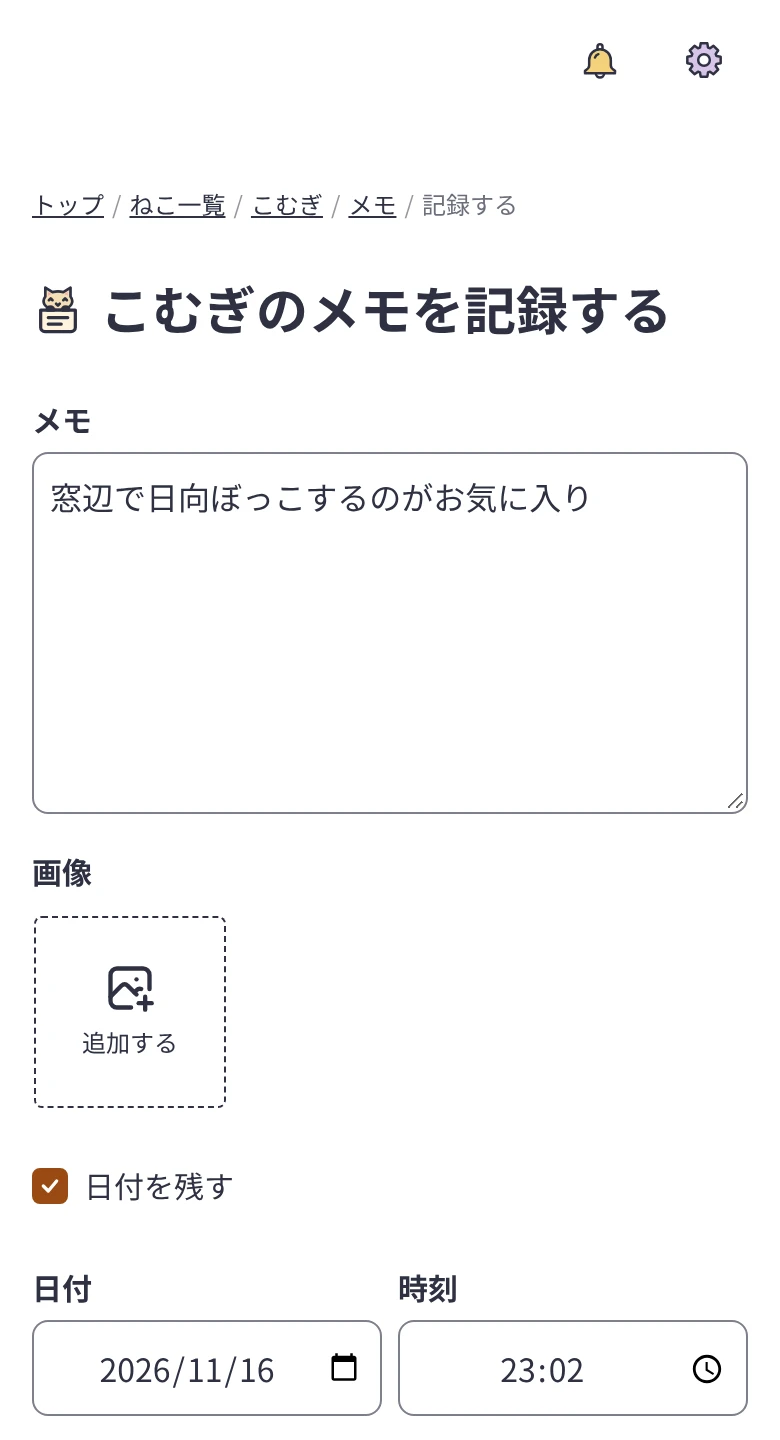 トップ / ねこ一覧 / こむぎ / メモ / 記録する
こむぎのメモを記録する
メモ
窓辺で日向ぼっこするのがお気に入り
画像
追加する
日付を残す
日付 時刻
2026/11/16 23:02